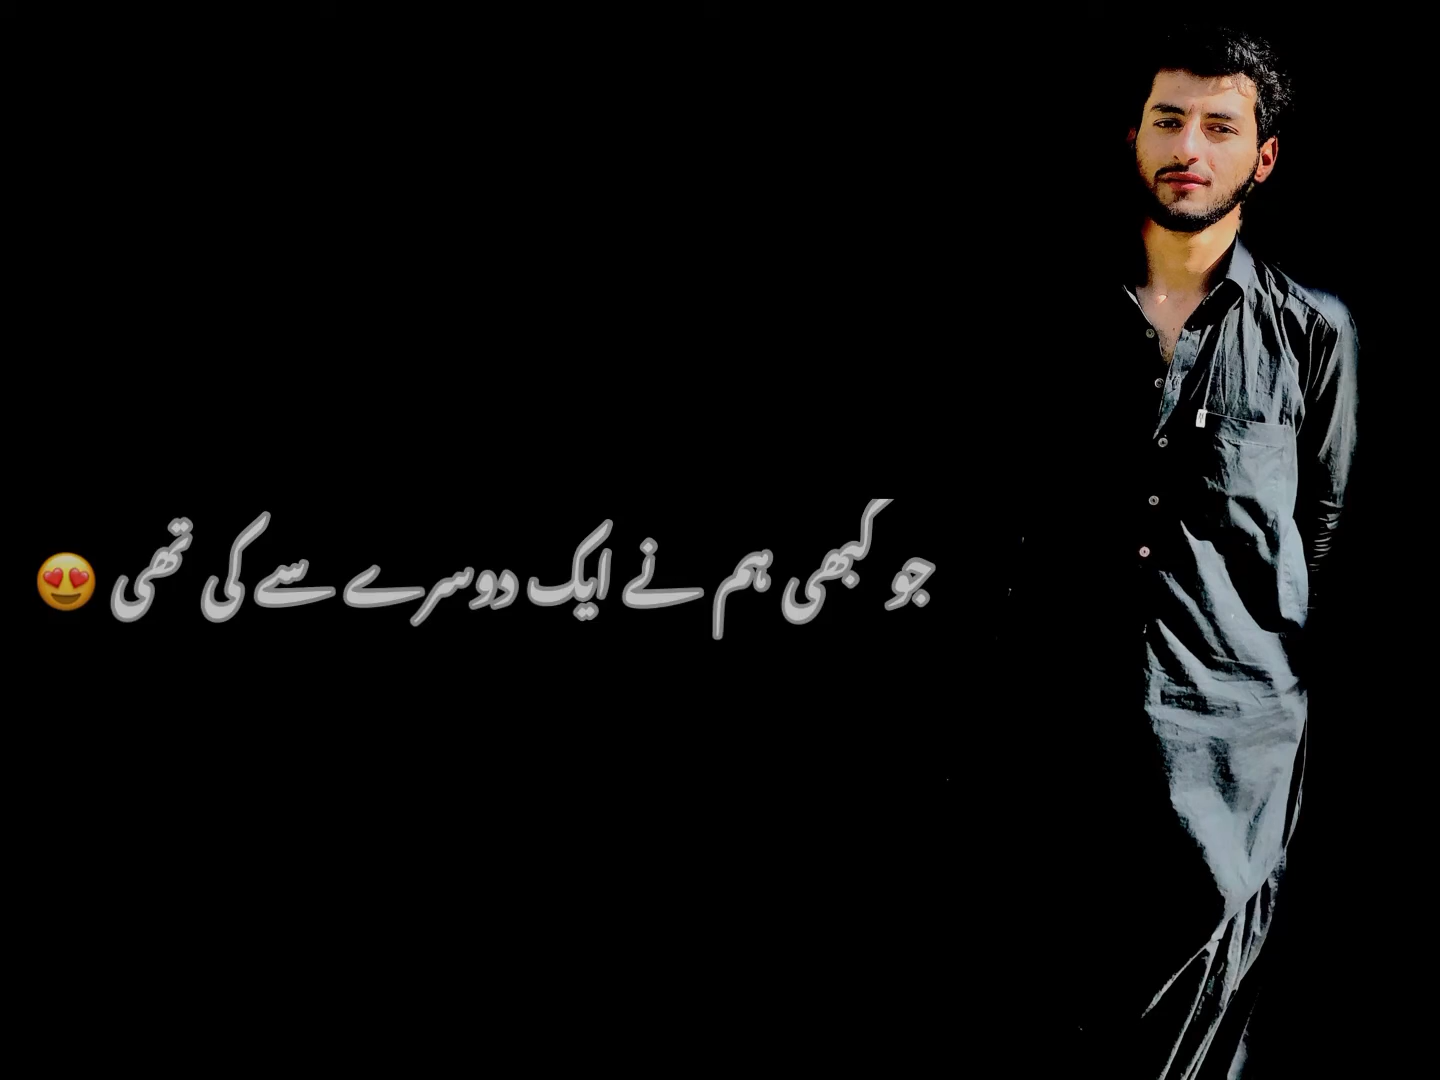 جو کبھی ہم نے ایک دوسرے سے کی تھی 😍